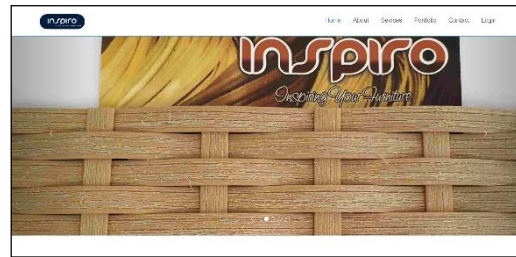 inspiro
Home About Services Portfolio Contact Login
inspiro
Inspiring Your Furniture